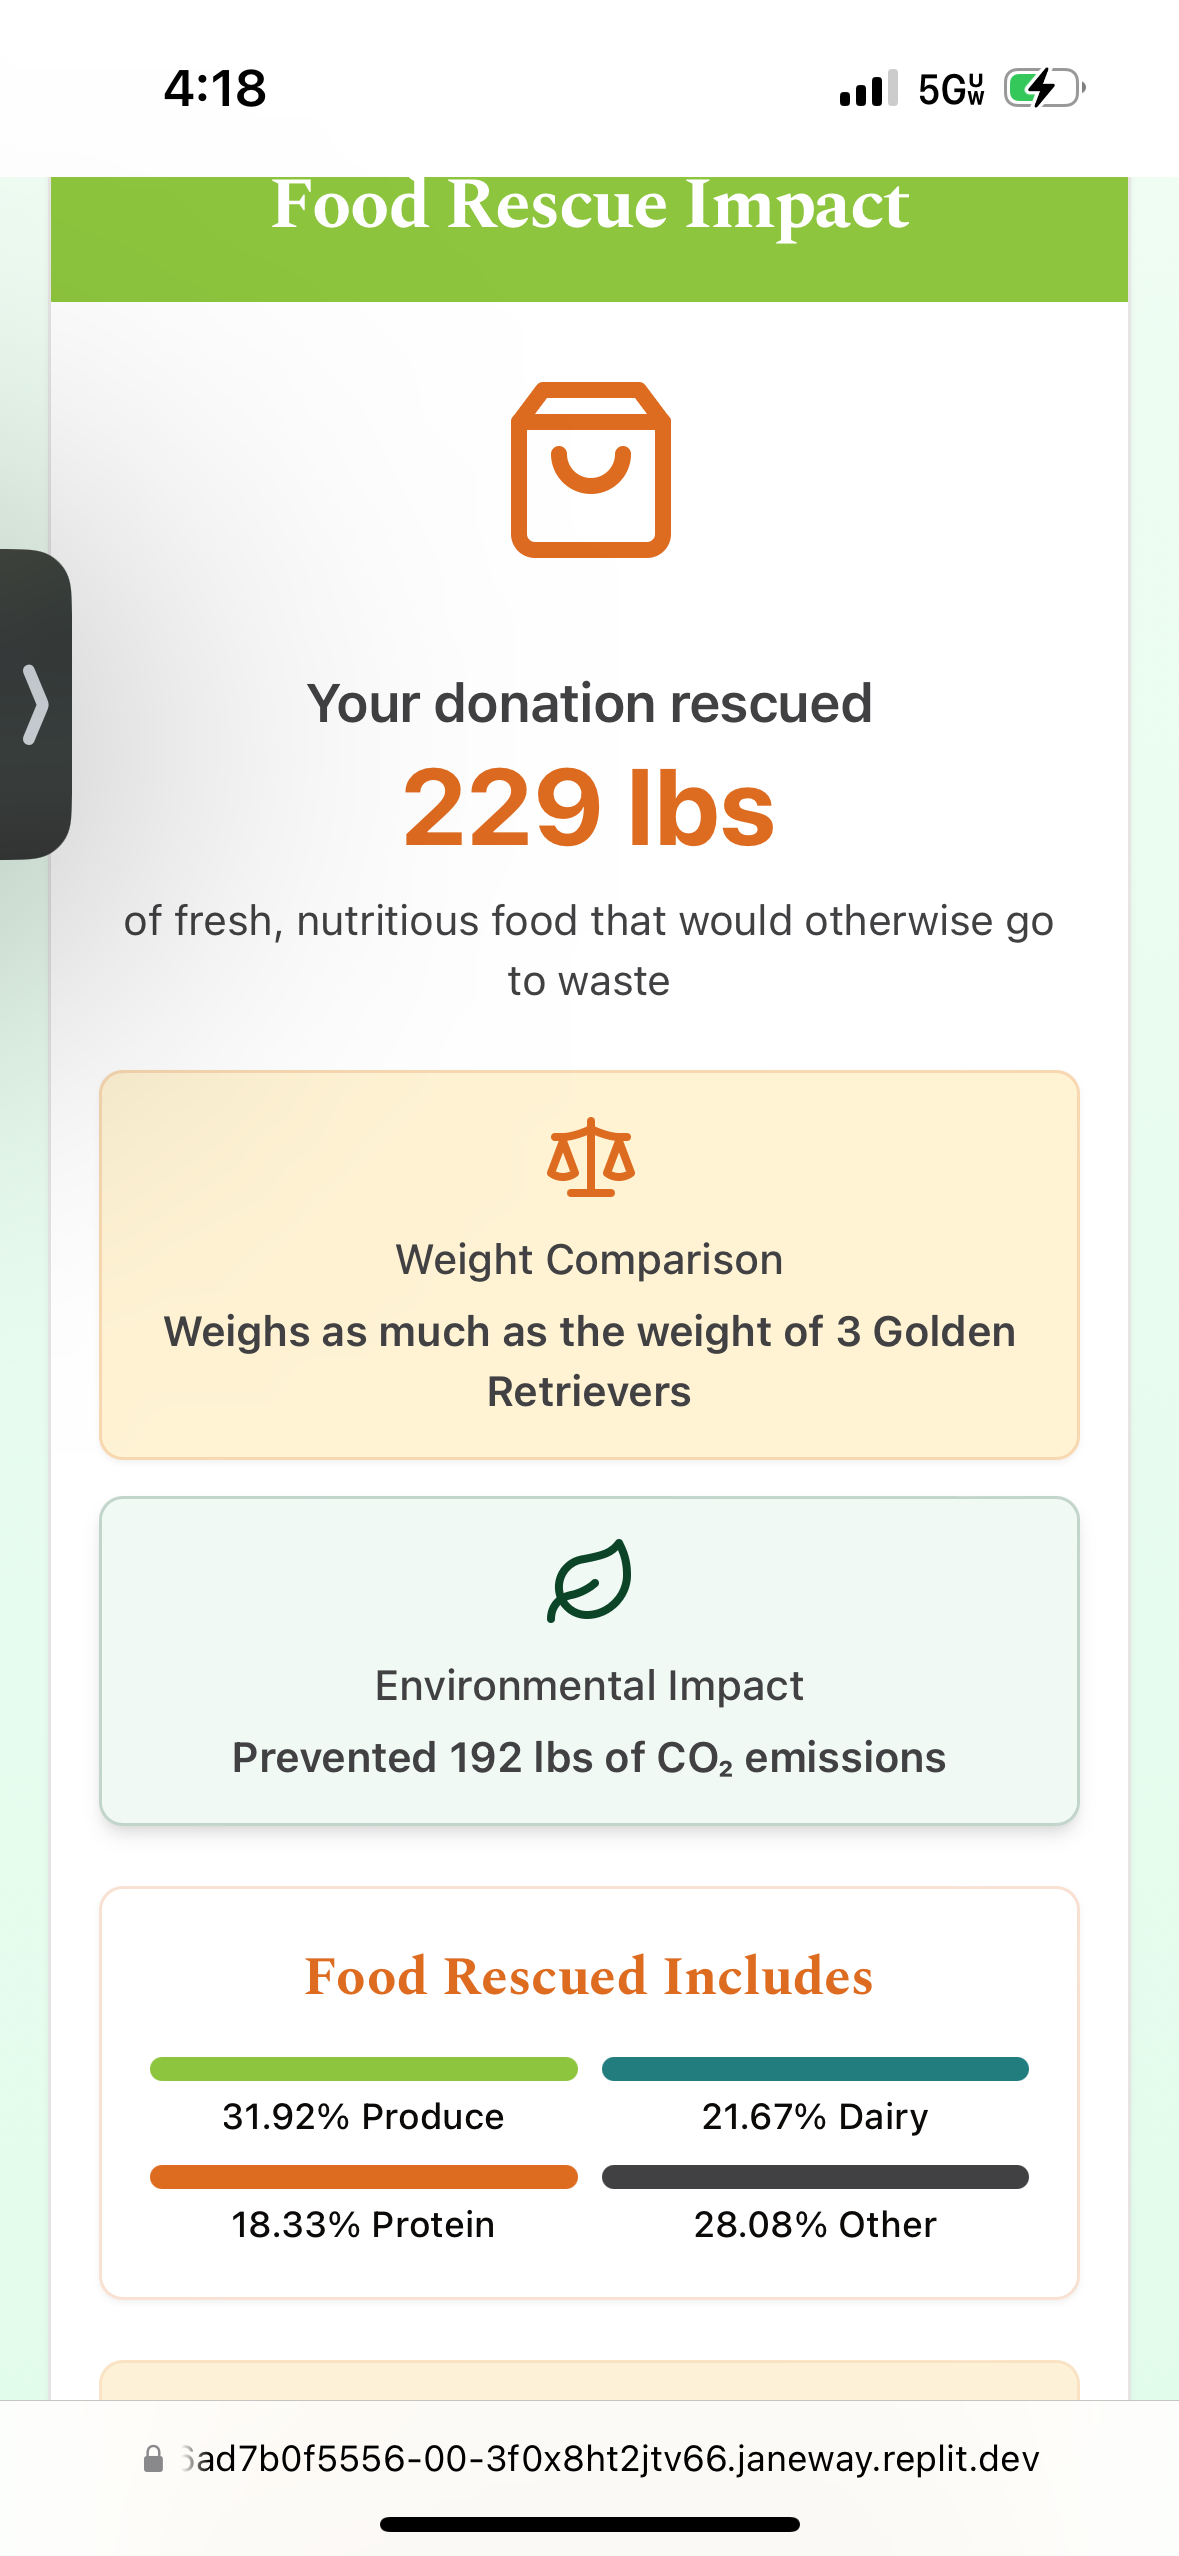 4:18
5G UW
Food Rescue Impact
Your donation rescued
229 lbs
of fresh, nutritious food that would otherwise go
to waste
Weight Comparison
Weighs as much as the weight of 3 Golden
Retrievers
Environmental Impact
Prevented 192 lbs of CO₂ emissions
Food Rescued Includes
31.92% Produce
21.67% Dairy
18.33% Protein
28.08% Other
ad7b0f5556-00-3f0x8ht2jtv66.janeway.replit.dev